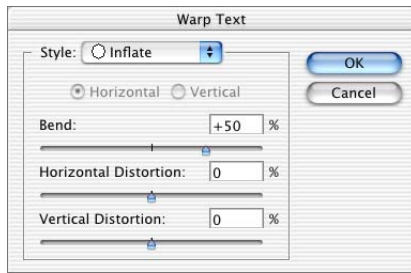 Warp Text
Style: Inflate
OK
Horizontal Vertical
Cancel
Bend: +50 %
Horizontal Distortion: 0 %
Vertical Distortion: 0 %